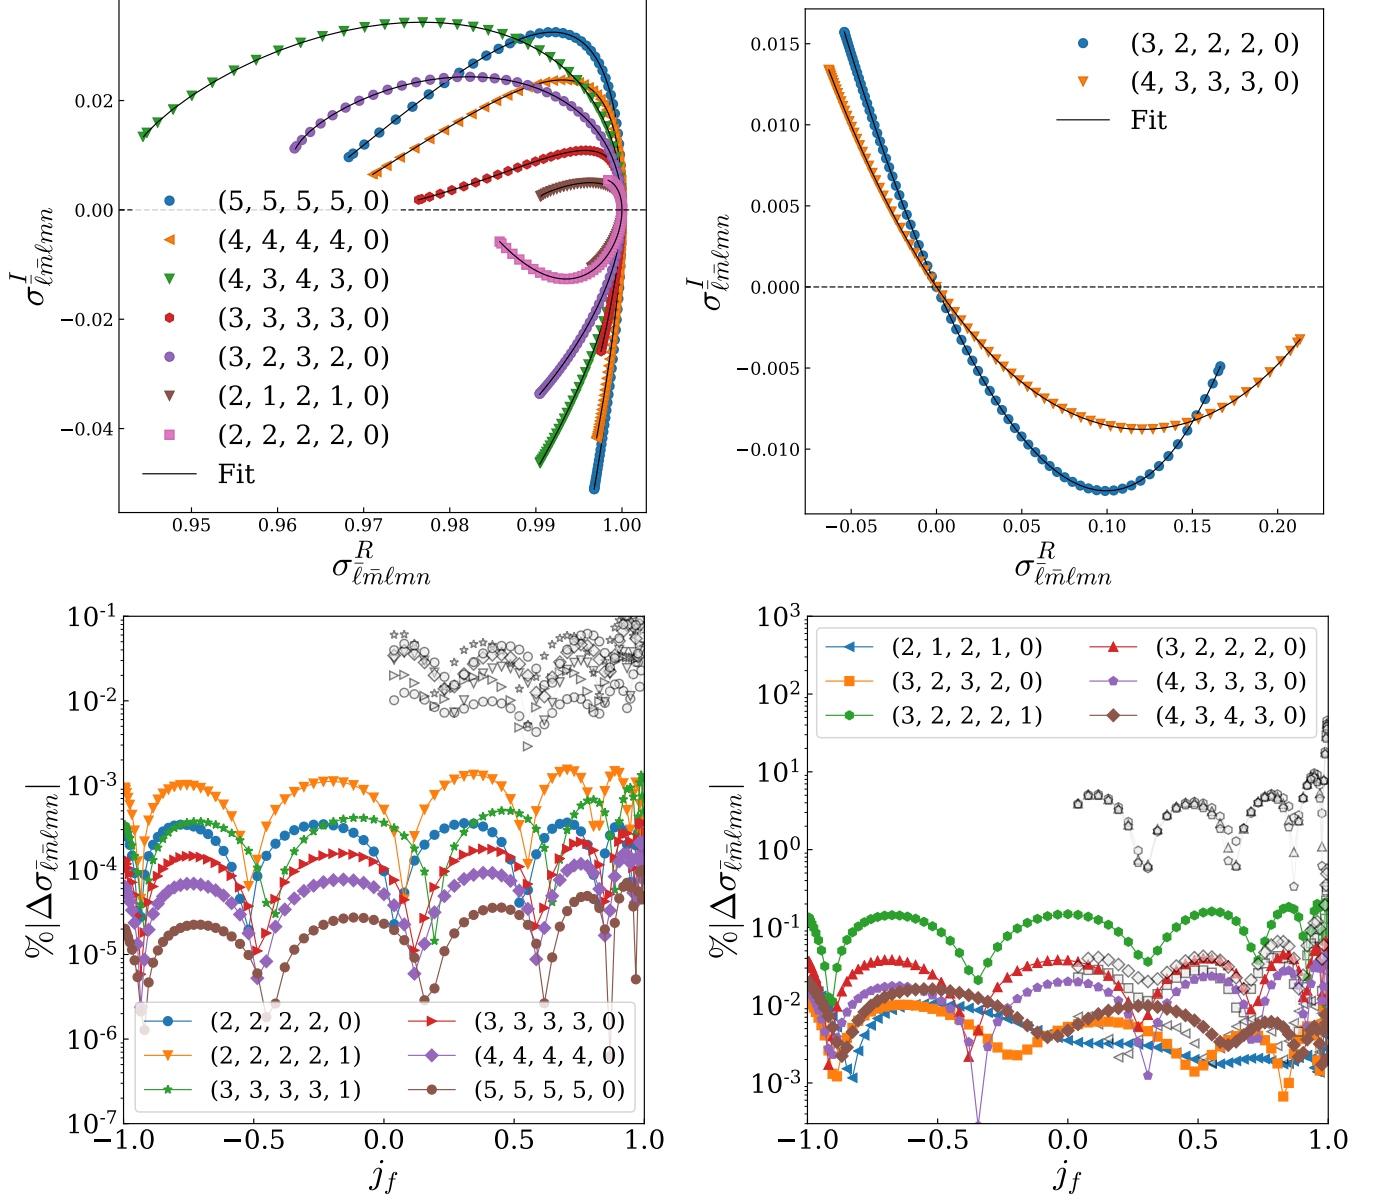 0.02
0.00
−0.02
−0.04
σ^I_{ℓ̄m̄ℓmn}
(5, 5, 5, 5, 0)
(4, 4, 4, 4, 0)
(4, 3, 4, 3, 0)
(3, 3, 3, 3, 0)
(3, 2, 3, 2, 0)
(2, 1, 2, 1, 0)
(2, 2, 2, 2, 0)
Fit
0.95 0.96 0.97 0.98 0.99 1.00
σ^R_{ℓ̄m̄ℓmn}
0.015
0.010
0.005
0.000
−0.005
−0.010
σ^I_{ℓ̄m̄ℓmn}
(3, 2, 2, 2, 0)
(4, 3, 3, 3, 0)
Fit
−0.05 0.00 0.05 0.10 0.15 0.20
σ^R_{ℓ̄m̄ℓmn}
10^-1
10^-2
10^-3
10^-4
10^-5
10^-6
10^-7
%|Δσ_{ℓ̄m̄ℓmn}|
(2, 2, 2, 2, 0) (3, 3, 3, 3, 0)
(2, 2, 2, 2, 1) (4, 4, 4, 4, 0)
(3, 3, 3, 3, 1) (5, 5, 5, 5, 0)
−1.0 −0.5 0.0 0.5 1.0
j_f
10^3
10^2
10^1
10^0
10^-1
10^-2
10^-3
%|Δσ_{ℓ̄m̄ℓmn}|
(2, 1, 2, 1, 0) (3, 2, 2, 2, 0)
(3, 2, 3, 2, 0) (4, 3, 3, 3, 0)
(3, 2, 2, 2, 1) (4, 3, 4, 3, 0)
−1.0 −0.5 0.0 0.5 1.0
j_f